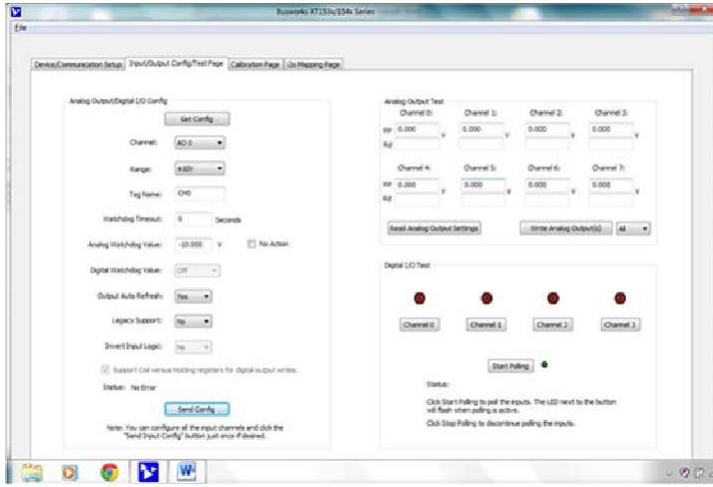 Busworks XT153x/154x Series
File
Device/Communication Setup
Input/Output Config/Test Page
Calibration Page
i2o Mapping Page
Analog Output/Digital I/O Config
Get Config
Channel: AO 0
Range: ±10V
Tag Name: CH0
Watchdog Timeout: 0 Seconds
Analog Watchdog Value: -10.000 V No Action
Digital Watchdog Value: Off
Output Auto Refresh: Yes
Legacy Support: No
Invert Input Logic: No
Support Coil versus Holding registers for digital output writes.
Status: No Error
Send Config
Note: You can configure all the input channels and click the
"Send Input Config" button just once if desired.
Analog Output Test
Channel 0: Channel 1: Channel 2: Channel 3:
Wr 0.000 V 0.000 V 0.000 V 0.000 V
Rd
Channel 4: Channel 5: Channel 6: Channel 7:
Wr 0.000 V 0.000 V 0.000 V 0.000 V
Rd
Read Analog Output Settings
Write Analog Output(s)
All
Digital I/O Test
Channel 0 Channel 1 Channel 2 Channel 3
Start Polling
Status:
Click Start Polling to poll the inputs. The LED next to the button
will flash when polling is active.
Click Stop Polling to discontinue polling the inputs.